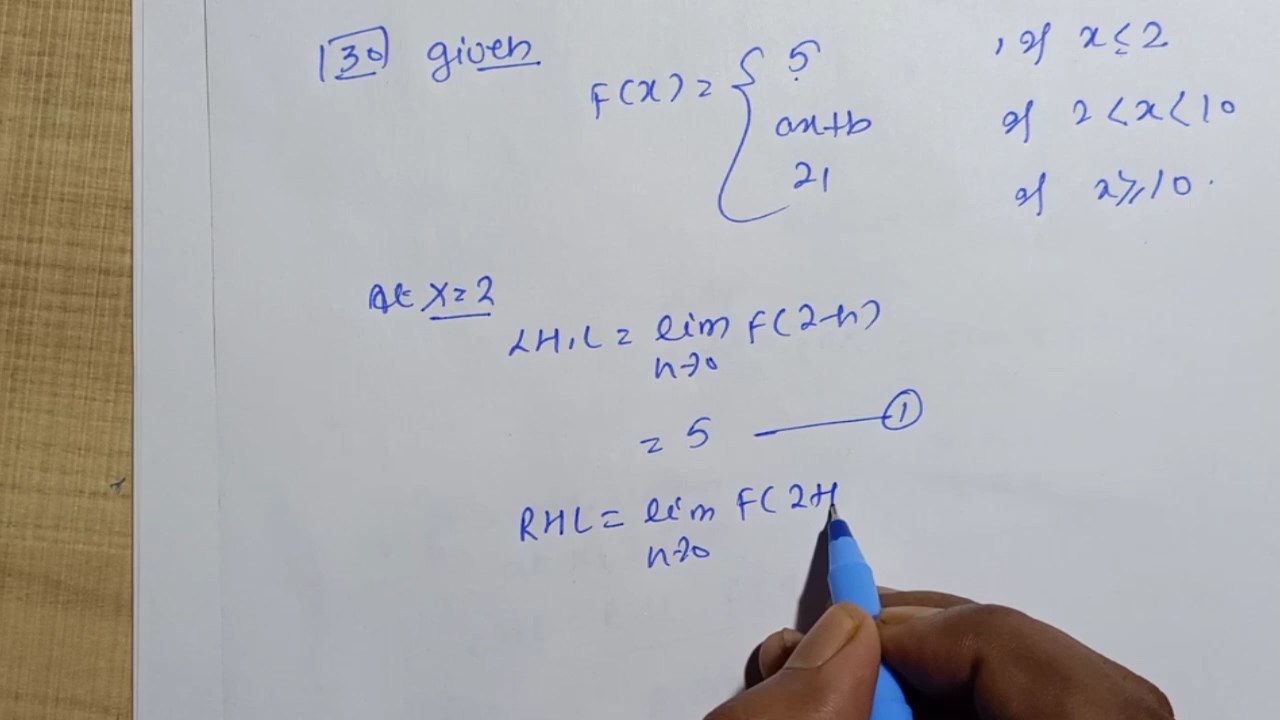 130 given
F(x) = { 5 , if x ≤ 2
ax+b if 2 < x < 10
21 if x ≥ 10.
At x=2
LHL = lim F(2-h)
h→0
= 5 —— ①
RHL = lim F(2+
h→0